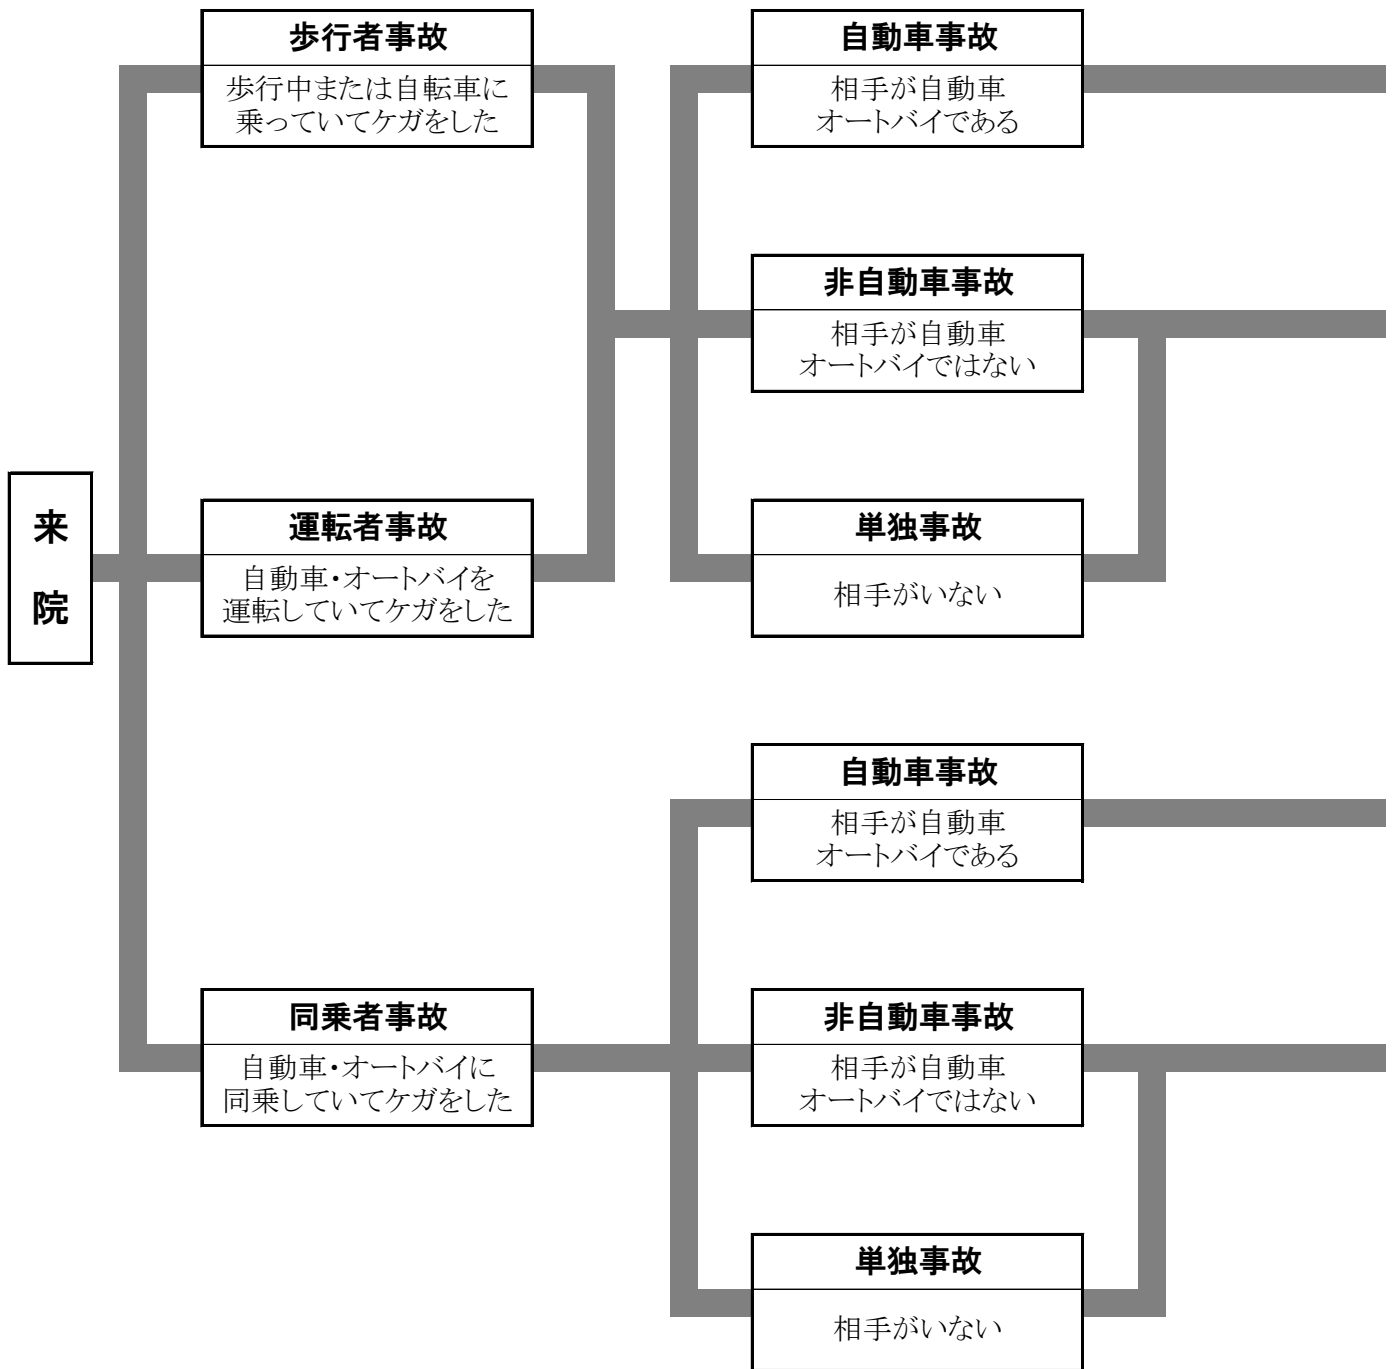 歩行者事故
歩行中または自転車に
乗っていてケガをした
自動車事故
相手が自動車
オートバイである
非自動車事故
相手が自動車
オートバイではない
来
院
運転者事故
自動車・オートバイを
運転していてケガをした
単独事故
相手がいない
自動車事故
相手が自動車
オートバイである
同乗者事故
自動車・オートバイに
同乗していてケガをした
非自動車事故
相手が自動車
オートバイではない
単独事故
相手がいない